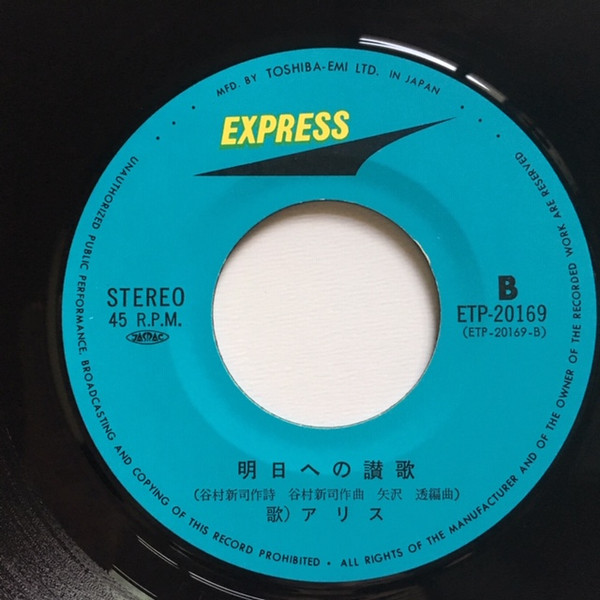 MFD. BY TOSHIBA-EMI LTD. IN JAPAN
EXPRESS
STEREO
45 R.P.M.
JASRAC
B
ETP-20169
(ETP-20169-B)
明日への讃歌
(谷村新司作詩 谷村新司作曲 矢沢 透編曲)
歌)アリス
UNAUTHORIZED PUBLIC PERFORMANCE, BROADCASTING AND COPYING OF THIS RECORD PROHIBITED • ALL RIGHTS OF THE MANUFACTURER AND OF THE OWNER OF THE RECORDED WORK ARE RESERVED